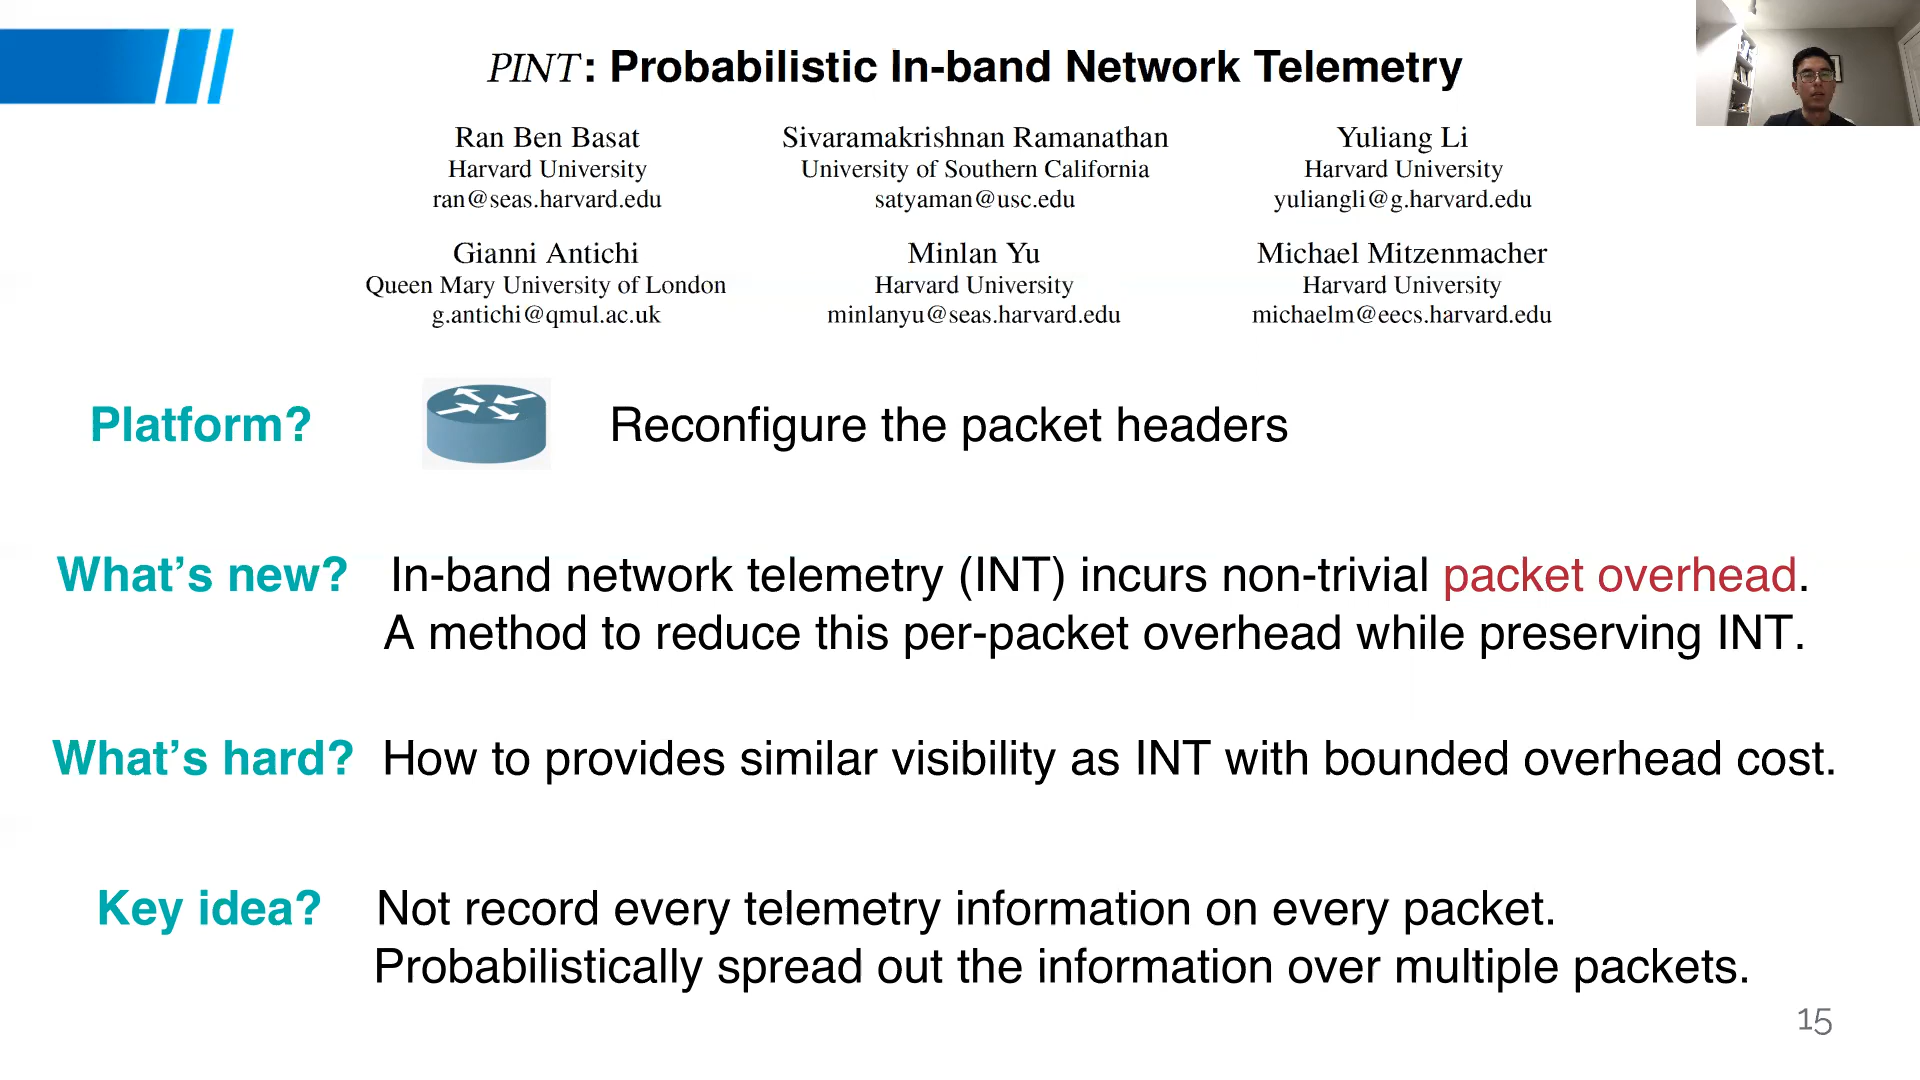 PINT: Probabilistic In-band Network Telemetry
Ran Ben Basat
Harvard University
ran@seas.harvard.edu
Sivaramakrishnan Ramanathan
University of Southern California
satyaman@usc.edu
Yuliang Li
Harvard University
yuliangli@g.harvard.edu
Gianni Antichi
Queen Mary University of London
g.antichi@qmul.ac.uk
Minlan Yu
Harvard University
minlanyu@seas.harvard.edu
Michael Mitzenmacher
Harvard University
michaelm@eecs.harvard.edu
Platform? Reconfigure the packet headers
What's new? In-band network telemetry (INT) incurs non-trivial packet overhead.
A method to reduce this per-packet overhead while preserving INT.
What's hard? How to provides similar visibility as INT with bounded overhead cost.
Key idea? Not record every telemetry information on every packet.
Probabilistically spread out the information over multiple packets.
15